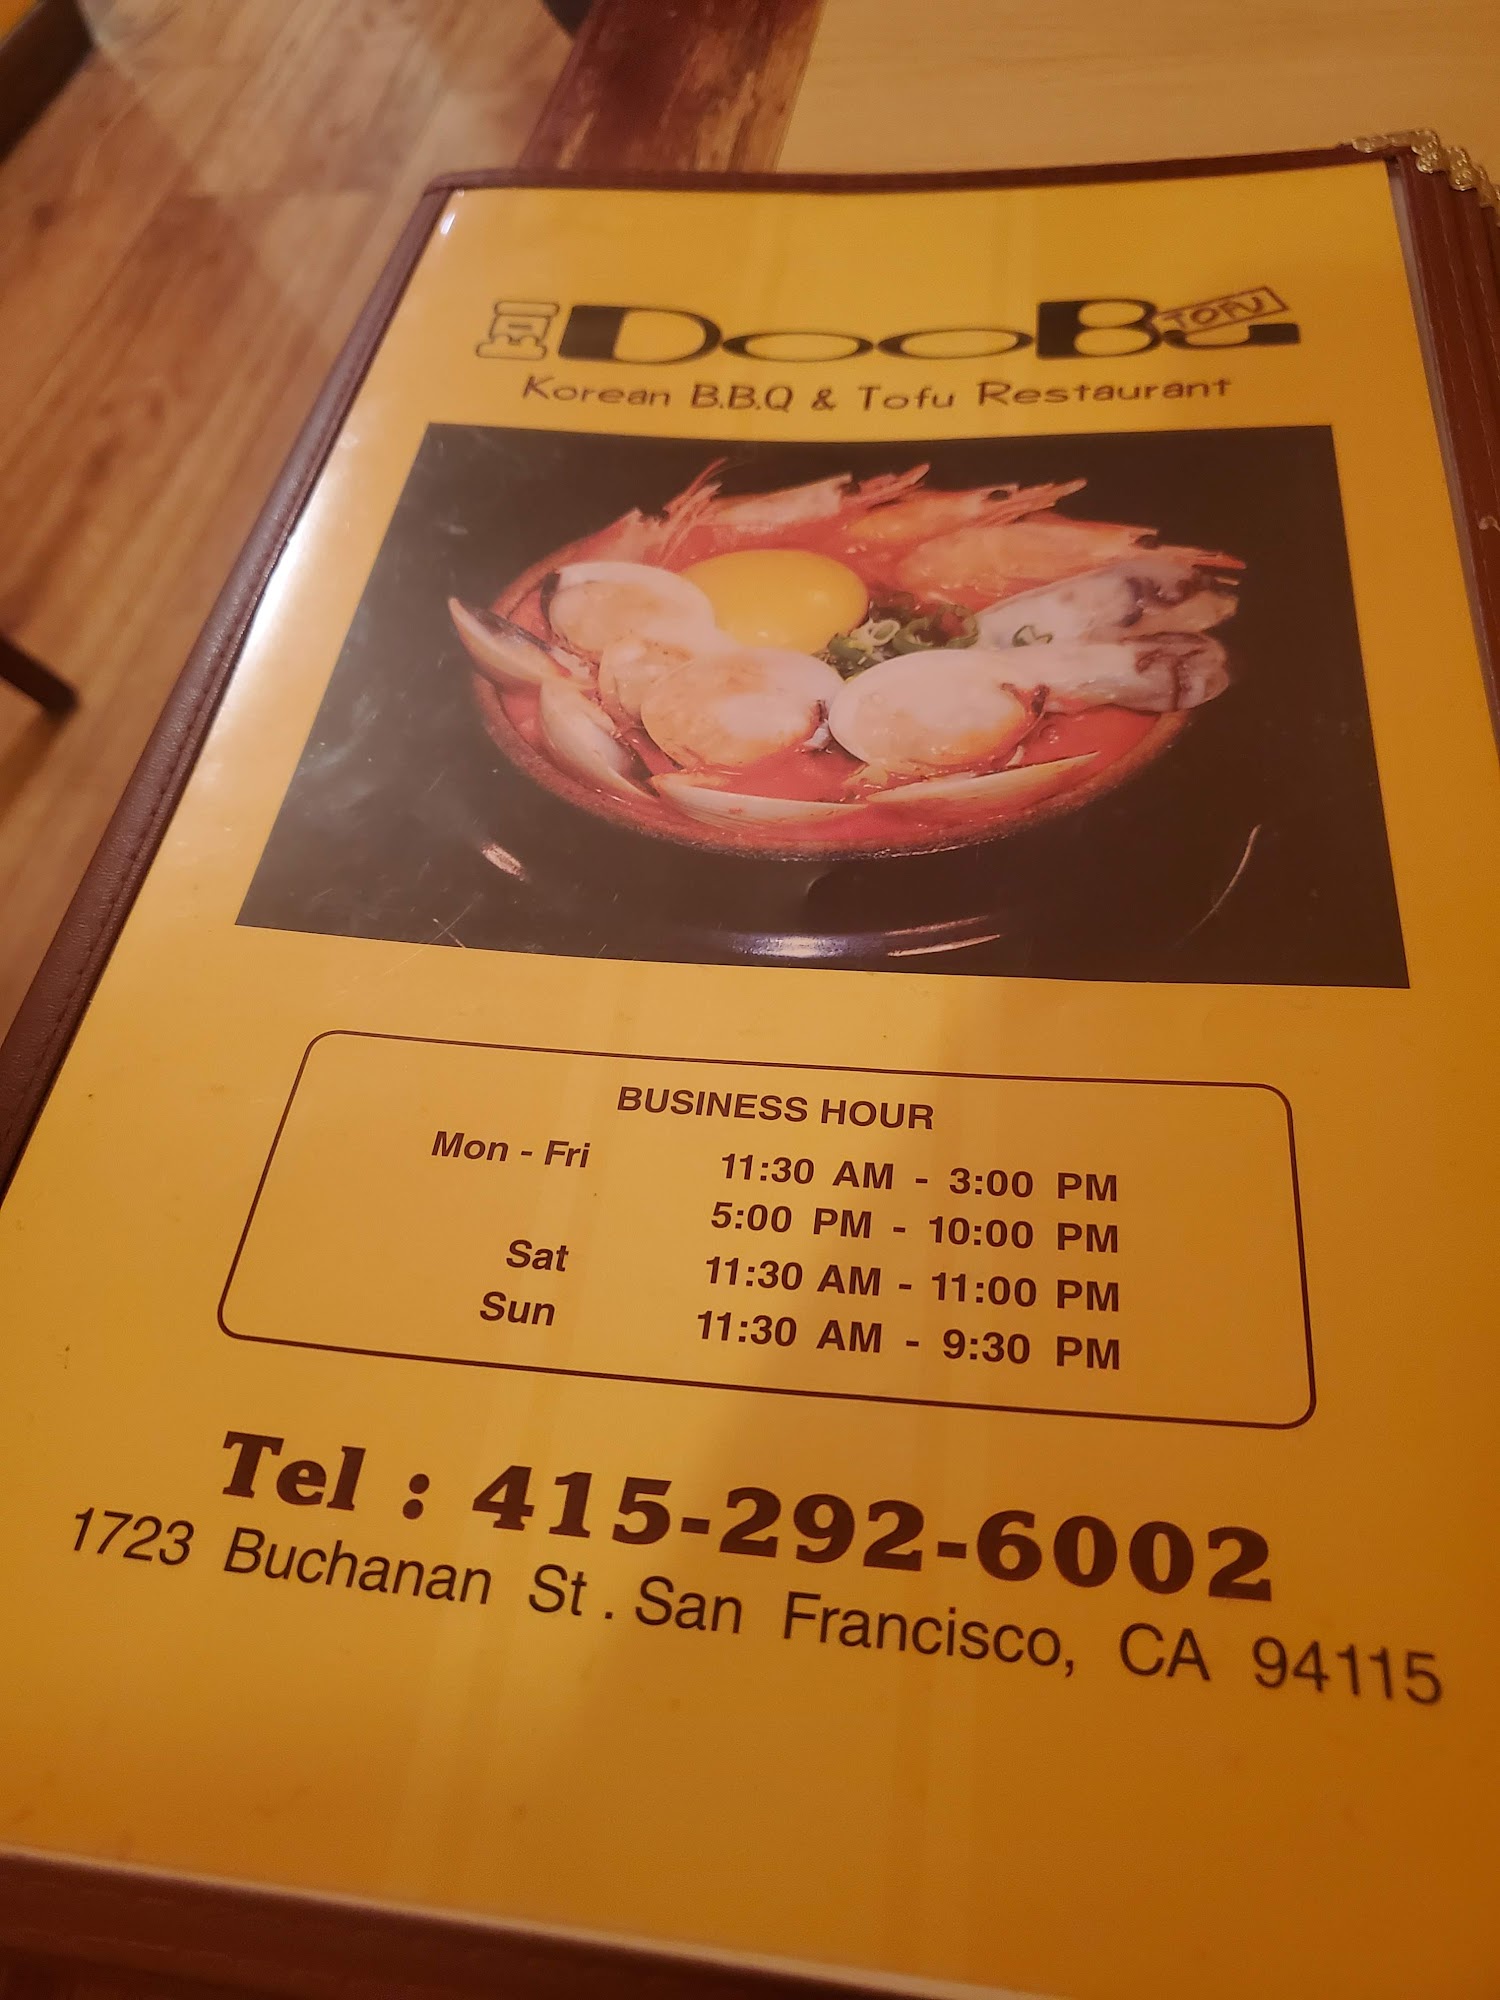 DooBu TOFU
Korean B.B.Q & Tofu Restaurant
BUSINESS HOUR
Mon - Fri 11:30 AM - 3:00 PM
5:00 PM - 10:00 PM
Sat 11:30 AM - 11:00 PM
Sun 11:30 AM - 9:30 PM
Tel : 415-292-6002
1723 Buchanan St . San Francisco, CA 94115